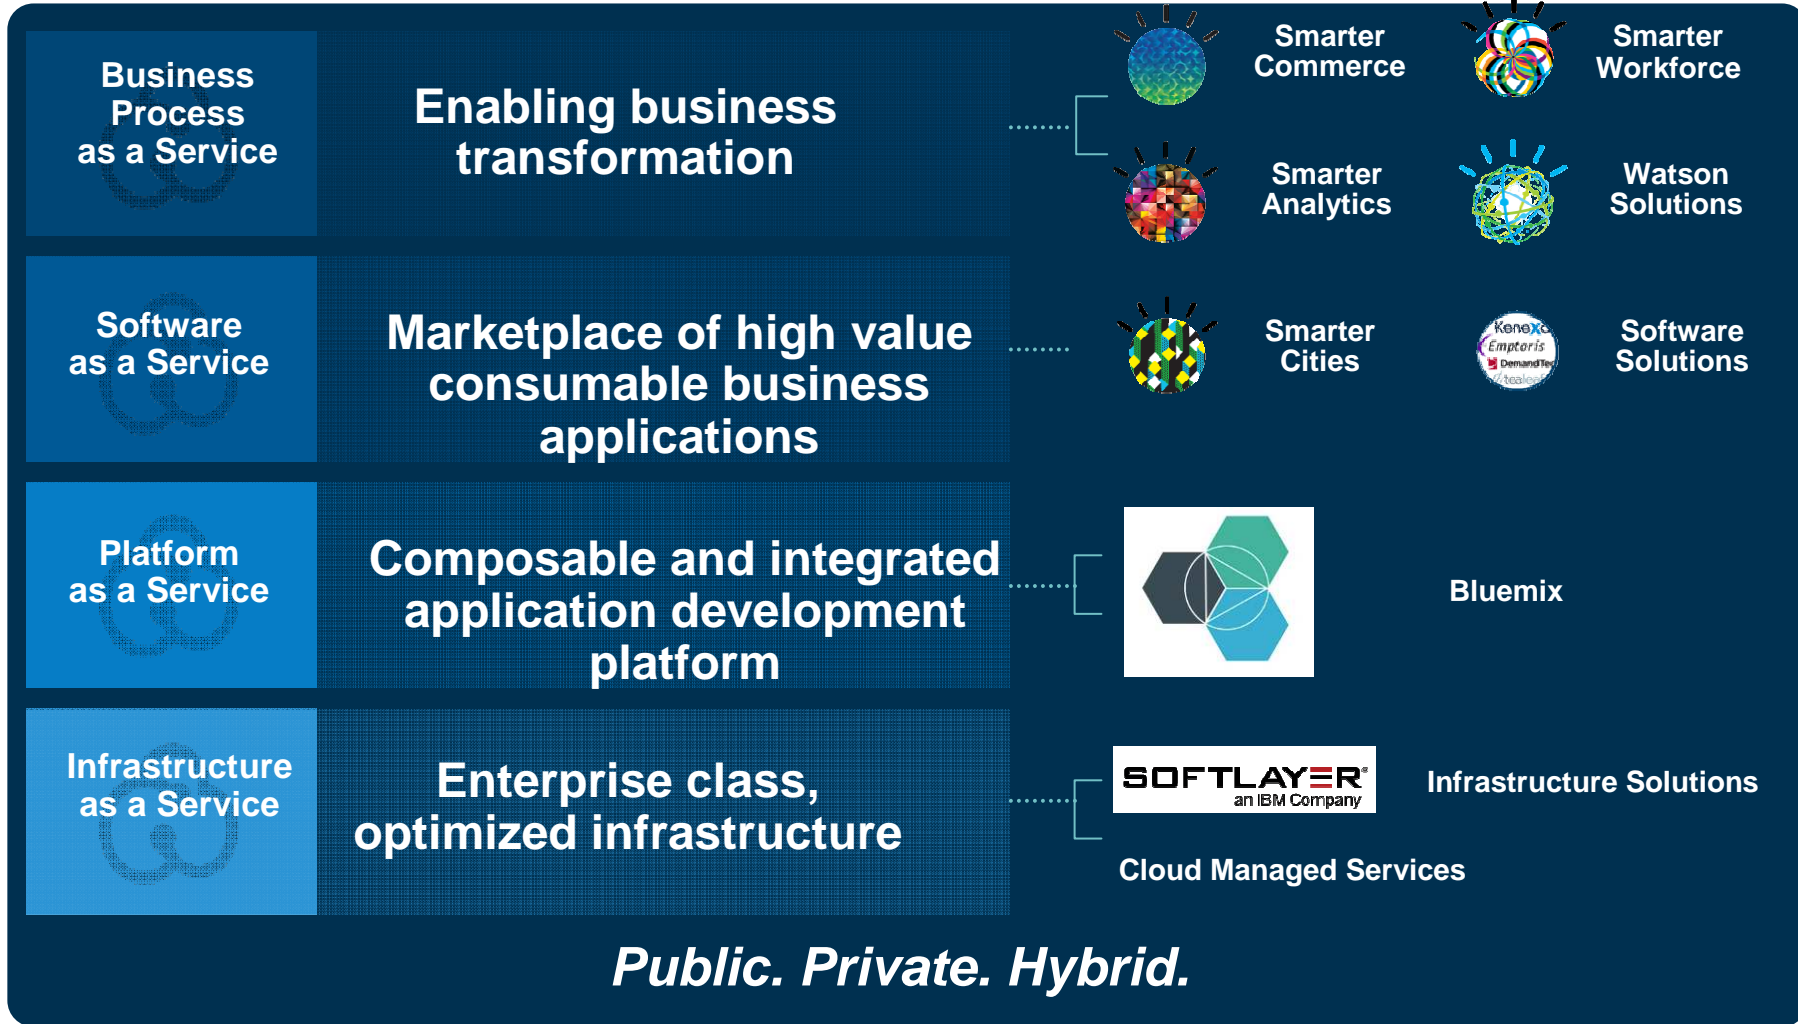 Business
Process
as a Service
Enabling business
transformation
Smarter
Commerce
Smarter
Workforce
Smarter
Analytics
Watson
Solutions
Software
as a Service
Marketplace of high value
consumable business
applications
Smarter
Cities
Kenexa
Emptoris
DemandTec
tealeaf
Software
Solutions
Platform
as a Service
Composable and integrated
application development
platform
Bluemix
Infrastructure
as a Service
Enterprise class,
optimized infrastructure
SOFTLAYER®
an IBM Company
Infrastructure Solutions
Cloud Managed Services
Public. Private. Hybrid.